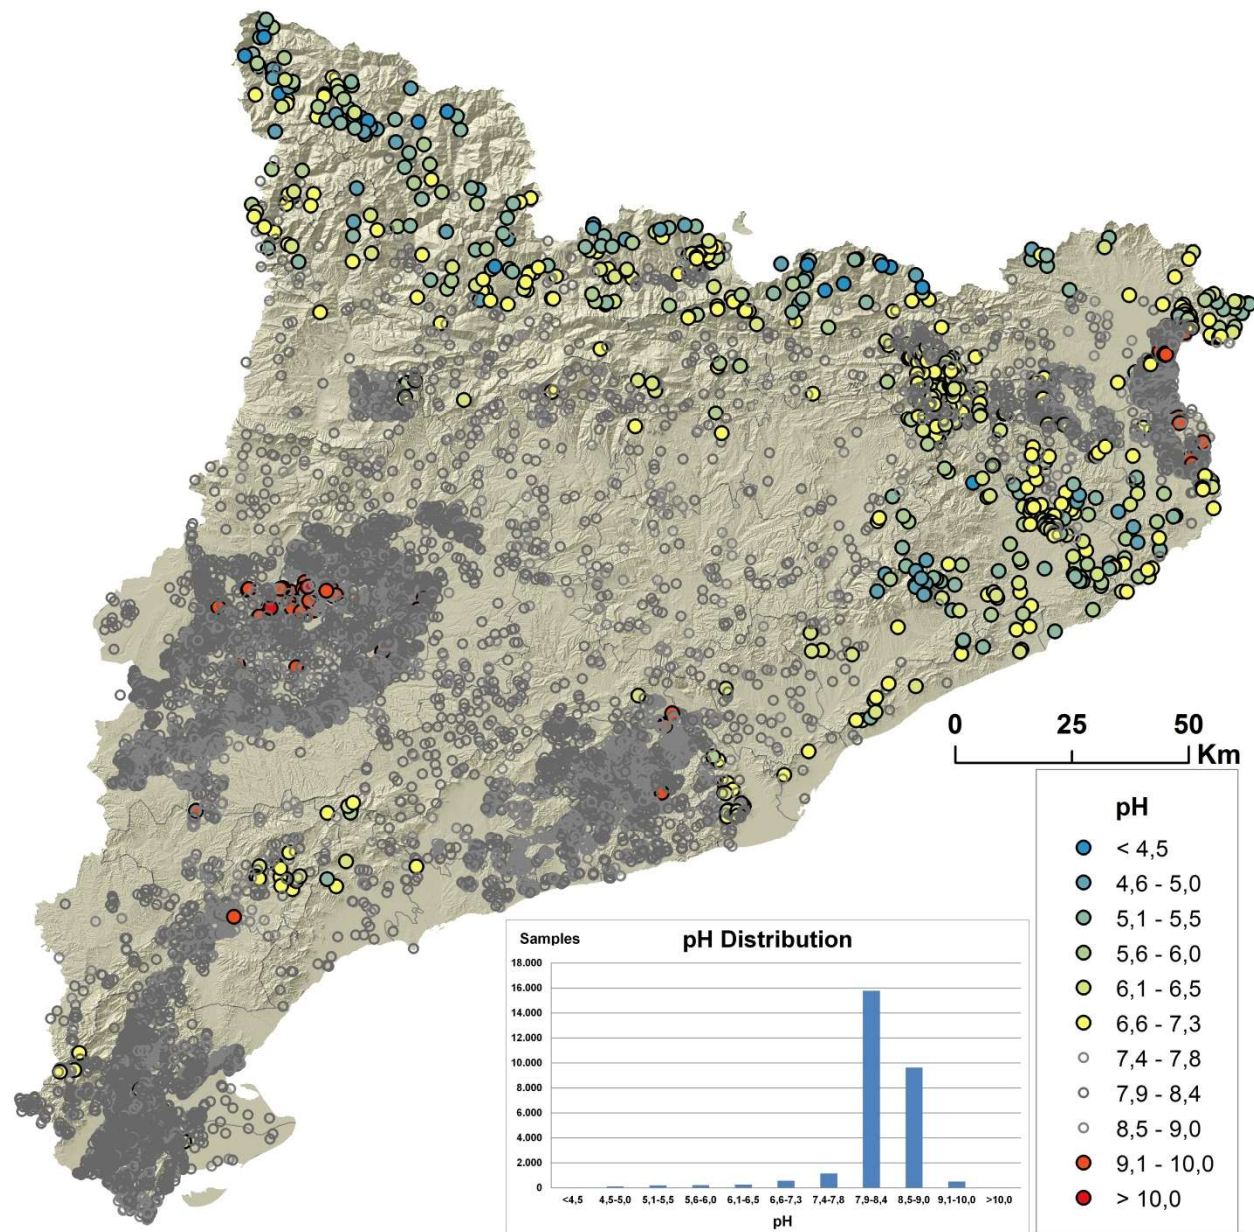 0 25 50
Km
pH
< 4,5
4,6 - 5,0
5,1 - 5,5
5,6 - 6,0
6,1 - 6,5
6,6 - 7,3
7,4 - 7,8
7,9 - 8,4
8,5 - 9,0
9,1 - 10,0
> 10,0
Samples pH Distribution
18.000
16.000
14.000
12.000
10.000
8.000
6.000
4.000
2.000
0
<4,5 4,5-5,0 5,1-5,5 5,6-6,0 6,1-6,5 6,6-7,3 7,4-7,8 7,9-8,4 8,5-9,0 9,1-10,0 >10,0
pH